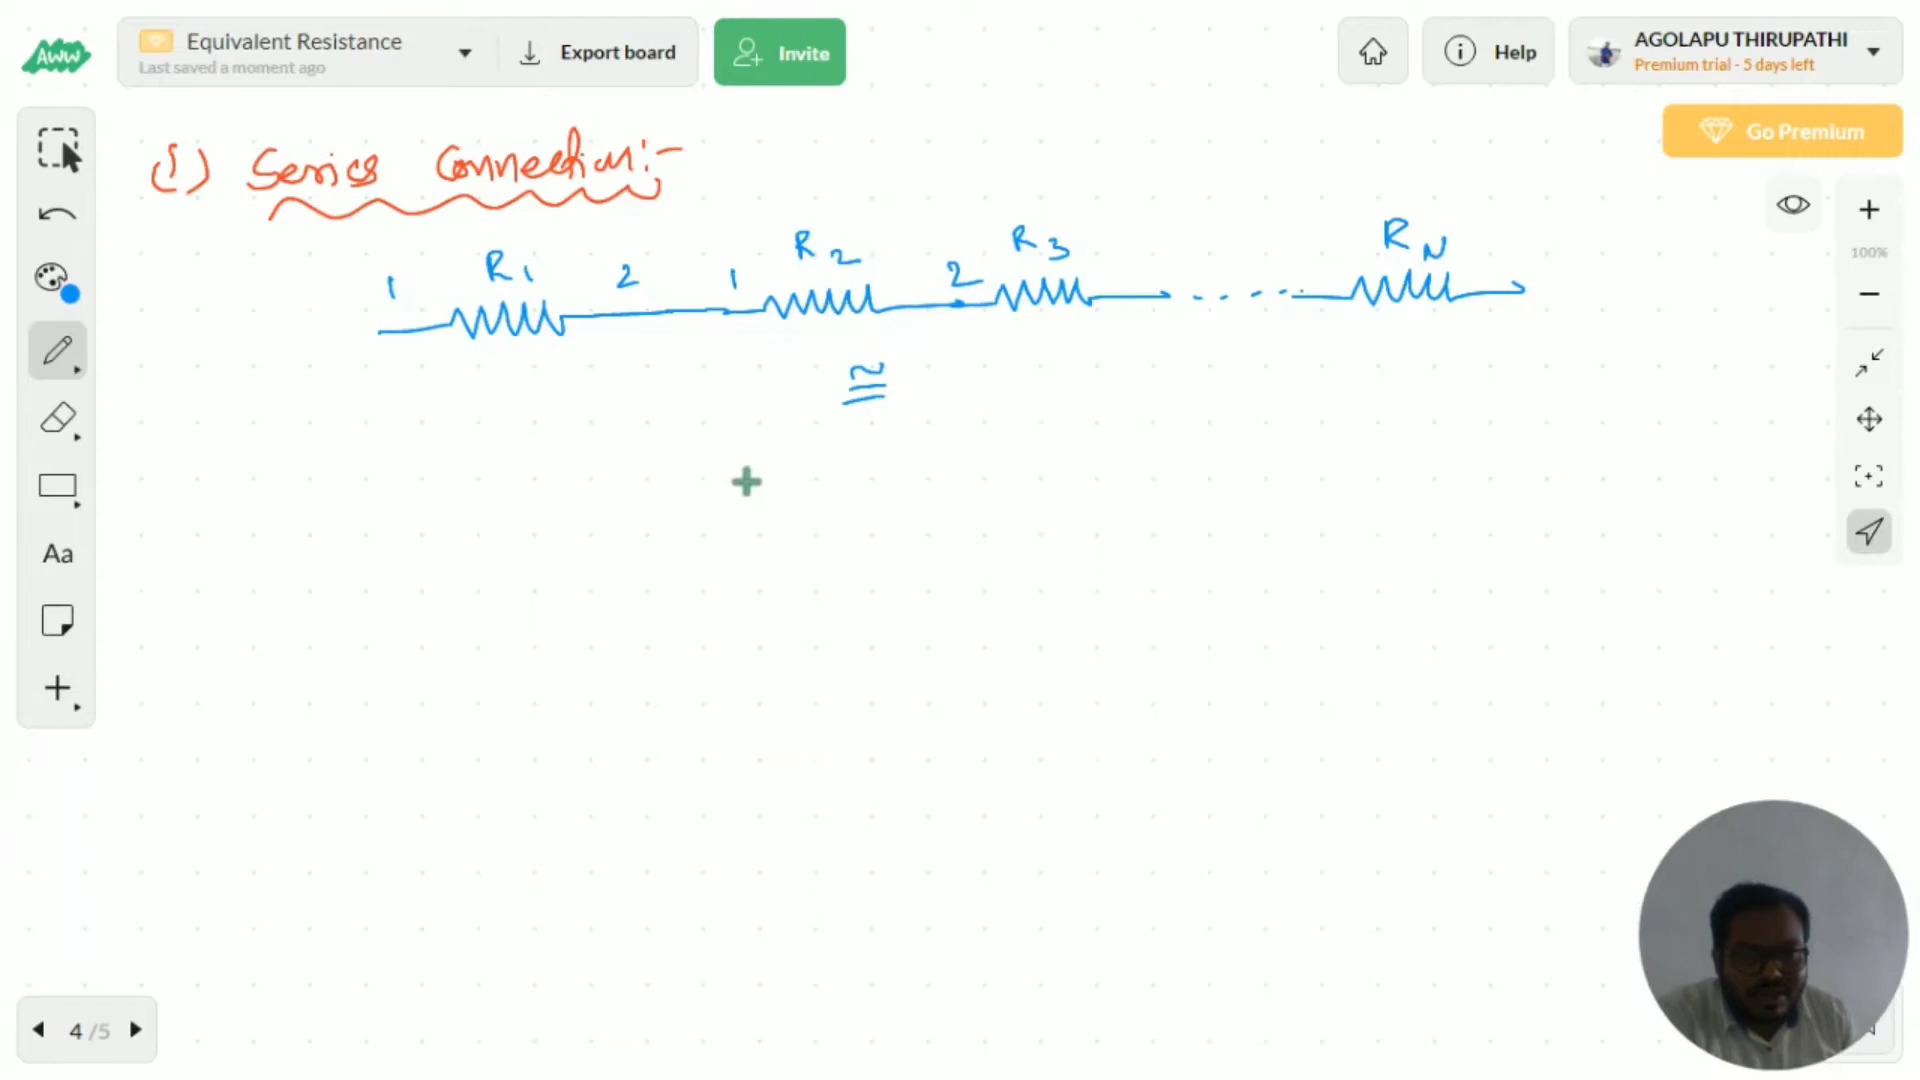 AWW
Equivalent Resistance
Last saved a moment ago
Export board
Invite
Help
AGOLAPU THIRUPATHI
Premium trial - 5 days left
Go Premium
(i) Series Connection:-
1 R1 2 1 R2 2 R3 RN
≅
100%
Aa
4 /5